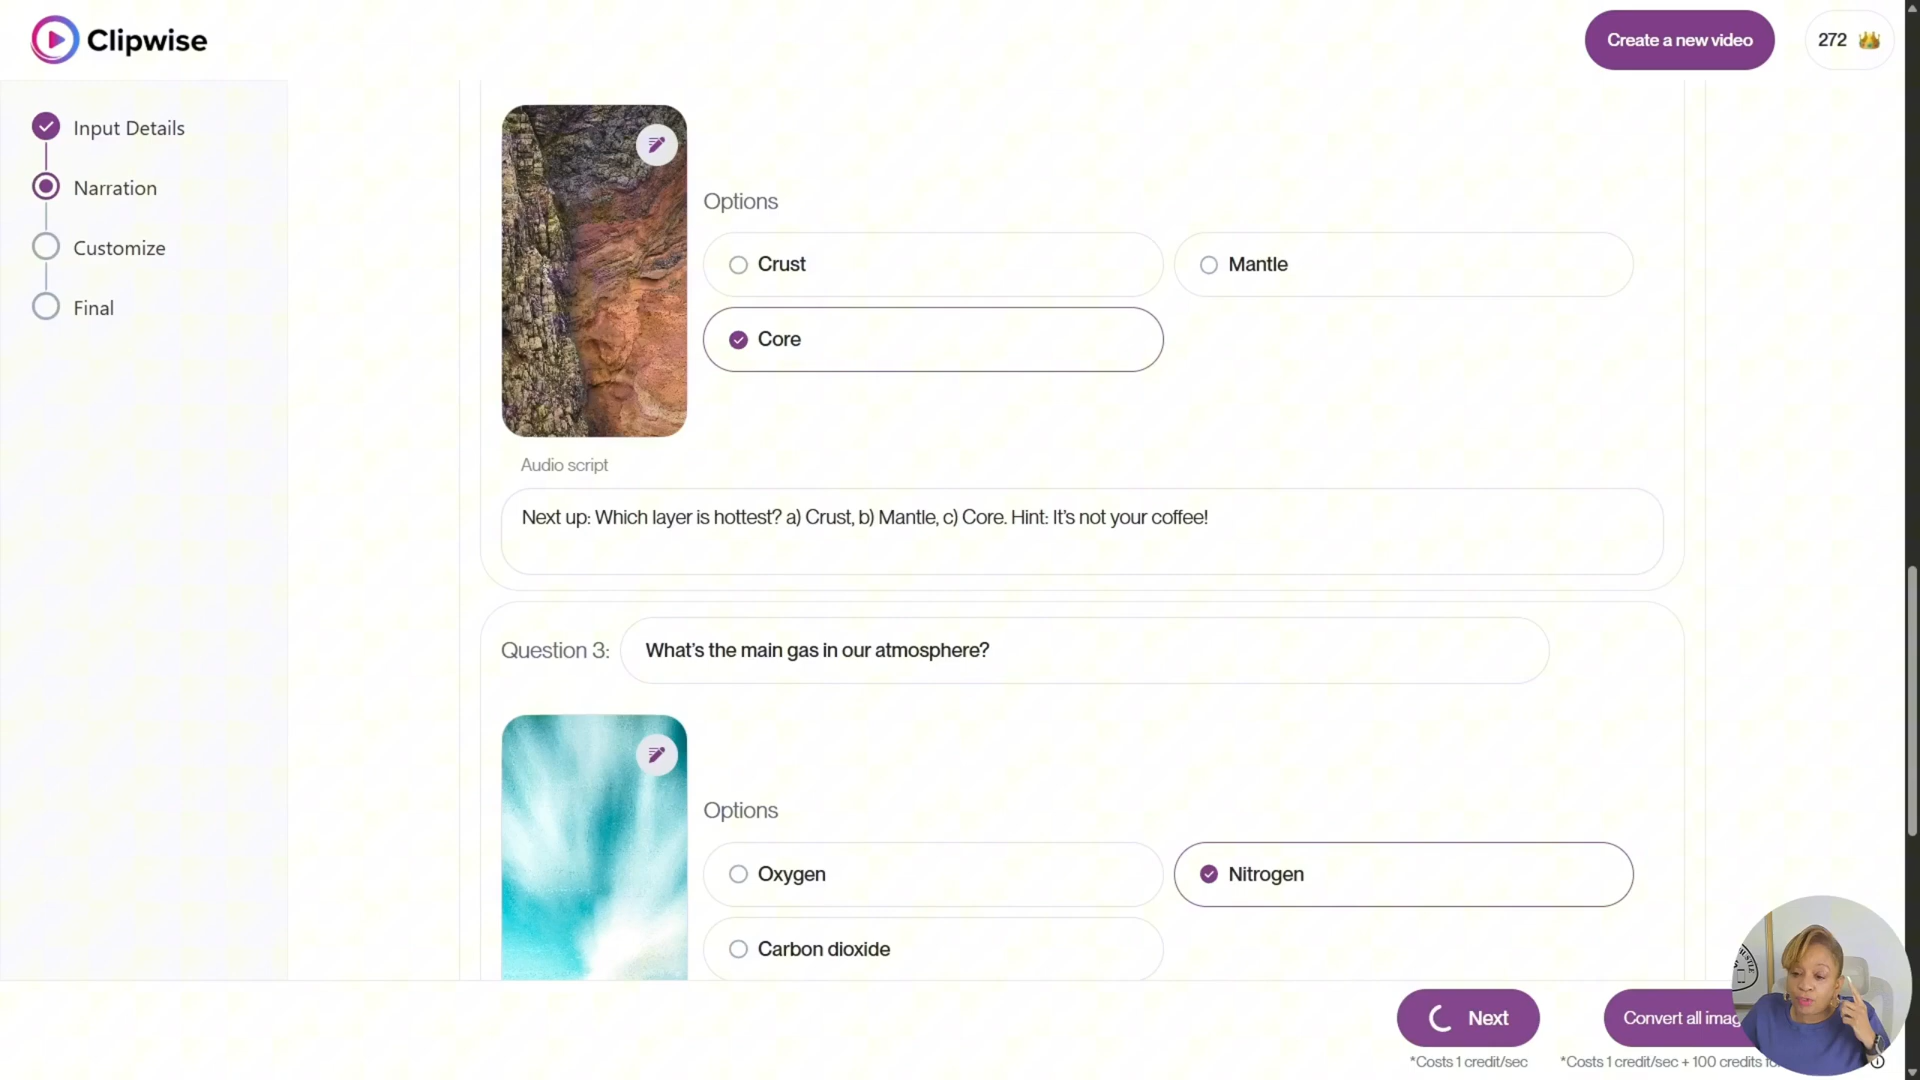 Clipwise
Create a new video
272
Input Details
Narration
Customize
Final
Options
Crust
Mantle
Core
Audio script
Next up: Which layer is hottest? a) Crust, b) Mantle, c) Core. Hint: It's not your coffee!
Question 3:
What's the main gas in our atmosphere?
Options
Oxygen
Nitrogen
Carbon dioxide
Next
Convert all
*Costs 1 credit/sec
*Costs 1 credit/sec + 100 credits